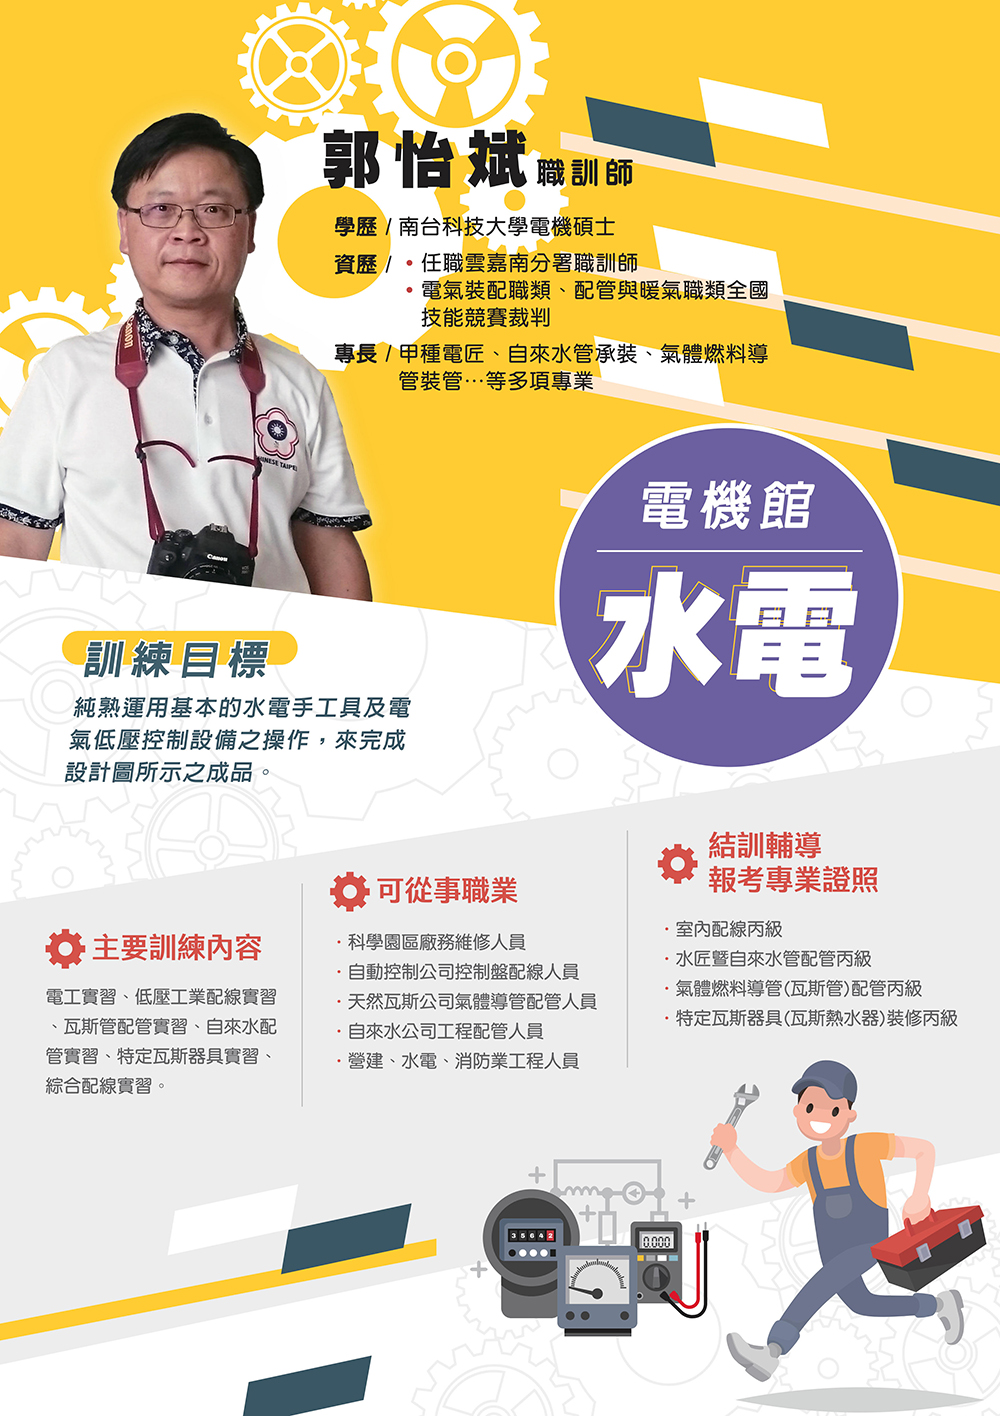 郭怡斌 職訓師
學歷 / 南台科技大學電機碩士
資歷 / •任職雲嘉南分署職訓師
•電氣裝配職類、配管與暖氣職類全國
技能競賽裁判
專長 / 甲種電匠、自來水管承裝、氣體燃料導
管裝管…等多項專業
CANON
CHINESE TAIPEI
Canon
電機館
水電
訓練目標
純熟運用基本的水電手工具及電
氣低壓控制設備之操作，來完成
設計圖所示之成品。
主要訓練內容
電工實習、低壓工業配線實習
、瓦斯管配管實習、自來水配
管實習、特定瓦斯器具實習、
綜合配線實習。
可從事職業
·科學園區廠務維修人員
·自動控制公司控制盤配線人員
·天然瓦斯公司氣體導管配管人員
·自來水公司工程配管人員
·營建、水電、消防業工程人員
結訓輔導
報考專業證照
·室內配線丙級
·水匠暨自來水管配管丙級
·氣體燃料導管(瓦斯管)配管丙級
·特定瓦斯器具(瓦斯熱水器)裝修丙級
35642
0.000